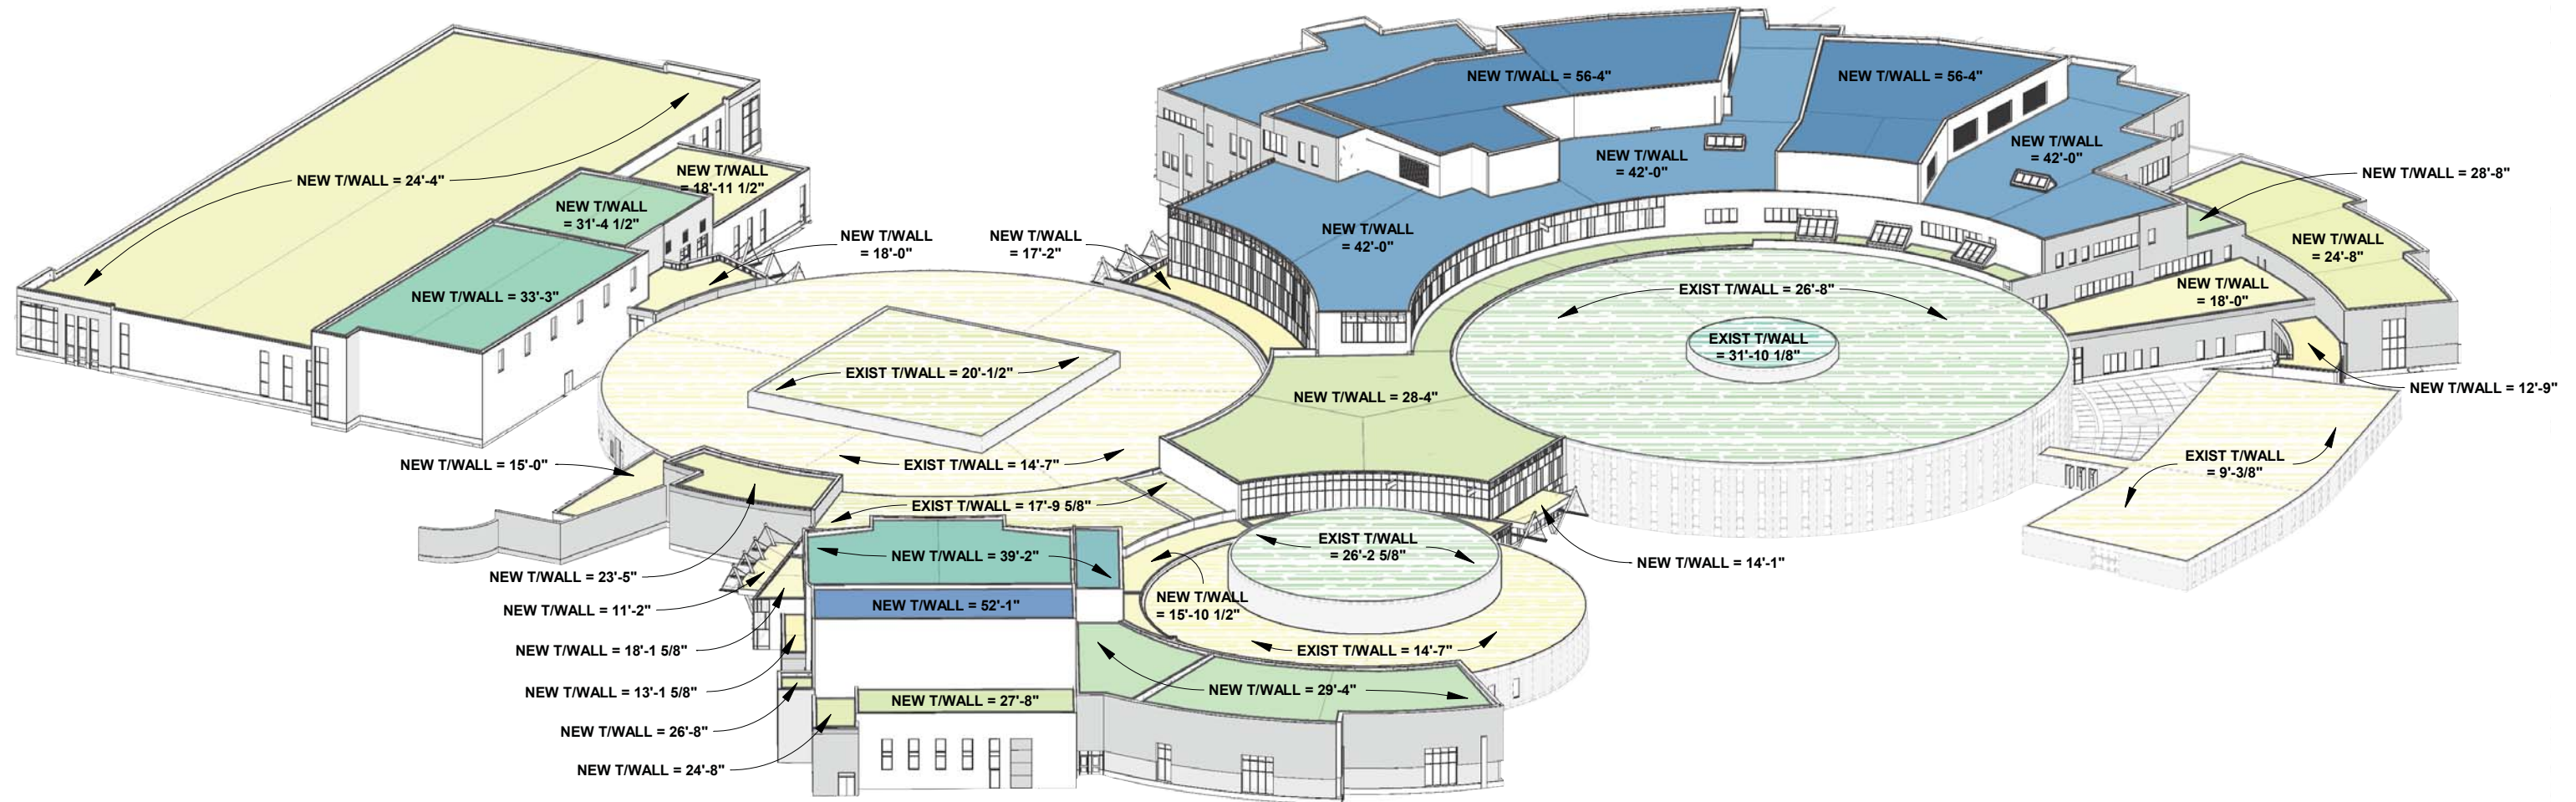 NEW T/WALL = 56-4"
NEW T/WALL = 56-4"
NEW T/WALL
= 42'-0"
NEW T/WALL
= 42'-0"
NEW T/WALL = 28'-8"
NEW T/WALL
= 18'-11 1/2"
NEW T/WALL = 24'-4"
NEW T/WALL
= 31'-4 1/2"
NEW T/WALL
= 18'-0"
NEW T/WALL
= 17'-2"
NEW T/WALL
= 42'-0"
NEW T/WALL
= 24'-8"
NEW T/WALL = 33'-3"
EXIST T/WALL = 26'-8"
NEW T/WALL
= 18'-0"
EXIST T/WALL
= 31'-10 1/8"
EXIST T/WALL = 20'-1/2"
NEW T/WALL = 28-4"
NEW T/WALL = 12'-9"
NEW T/WALL = 15'-0"
EXIST T/WALL = 14'-7"
EXIST T/WALL
= 9'-3/8"
EXIST T/WALL = 17'-9 5/8"
NEW T/WALL = 39'-2"
EXIST T/WALL
= 26'-2 5/8"
NEW T/WALL = 14'-1"
NEW T/WALL = 23'-5"
NEW T/WALL = 11'-2"
NEW T/WALL = 52'-1"
NEW T/WALL
= 15'-10 1/2"
NEW T/WALL = 18'-1 5/8"
EXIST T/WALL = 14'-7"
NEW T/WALL = 13'-1 5/8"
NEW T/WALL = 29'-4"
NEW T/WALL = 27'-8"
NEW T/WALL = 26'-8"
NEW T/WALL = 24'-8"